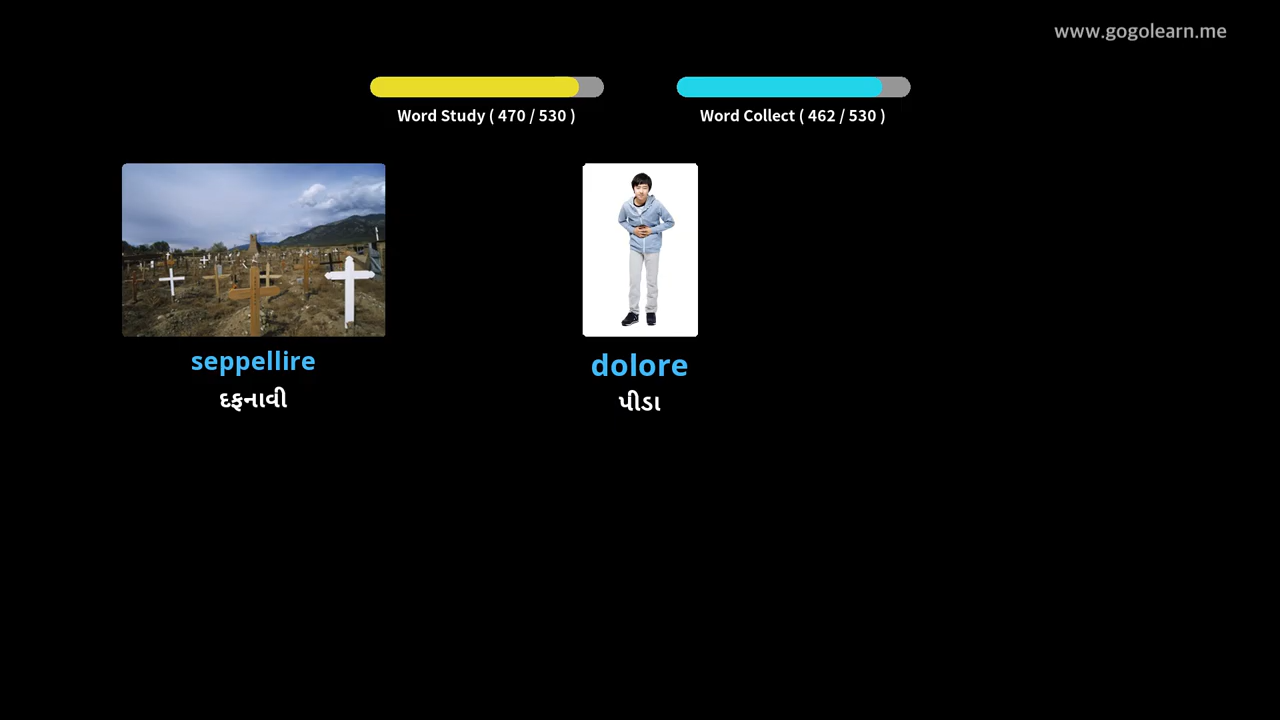 www.gogolearn.me
Word Study ( 470 / 530 )
Word Collect ( 462 / 530 )
seppellire
દફનાવી
dolore
પીડા